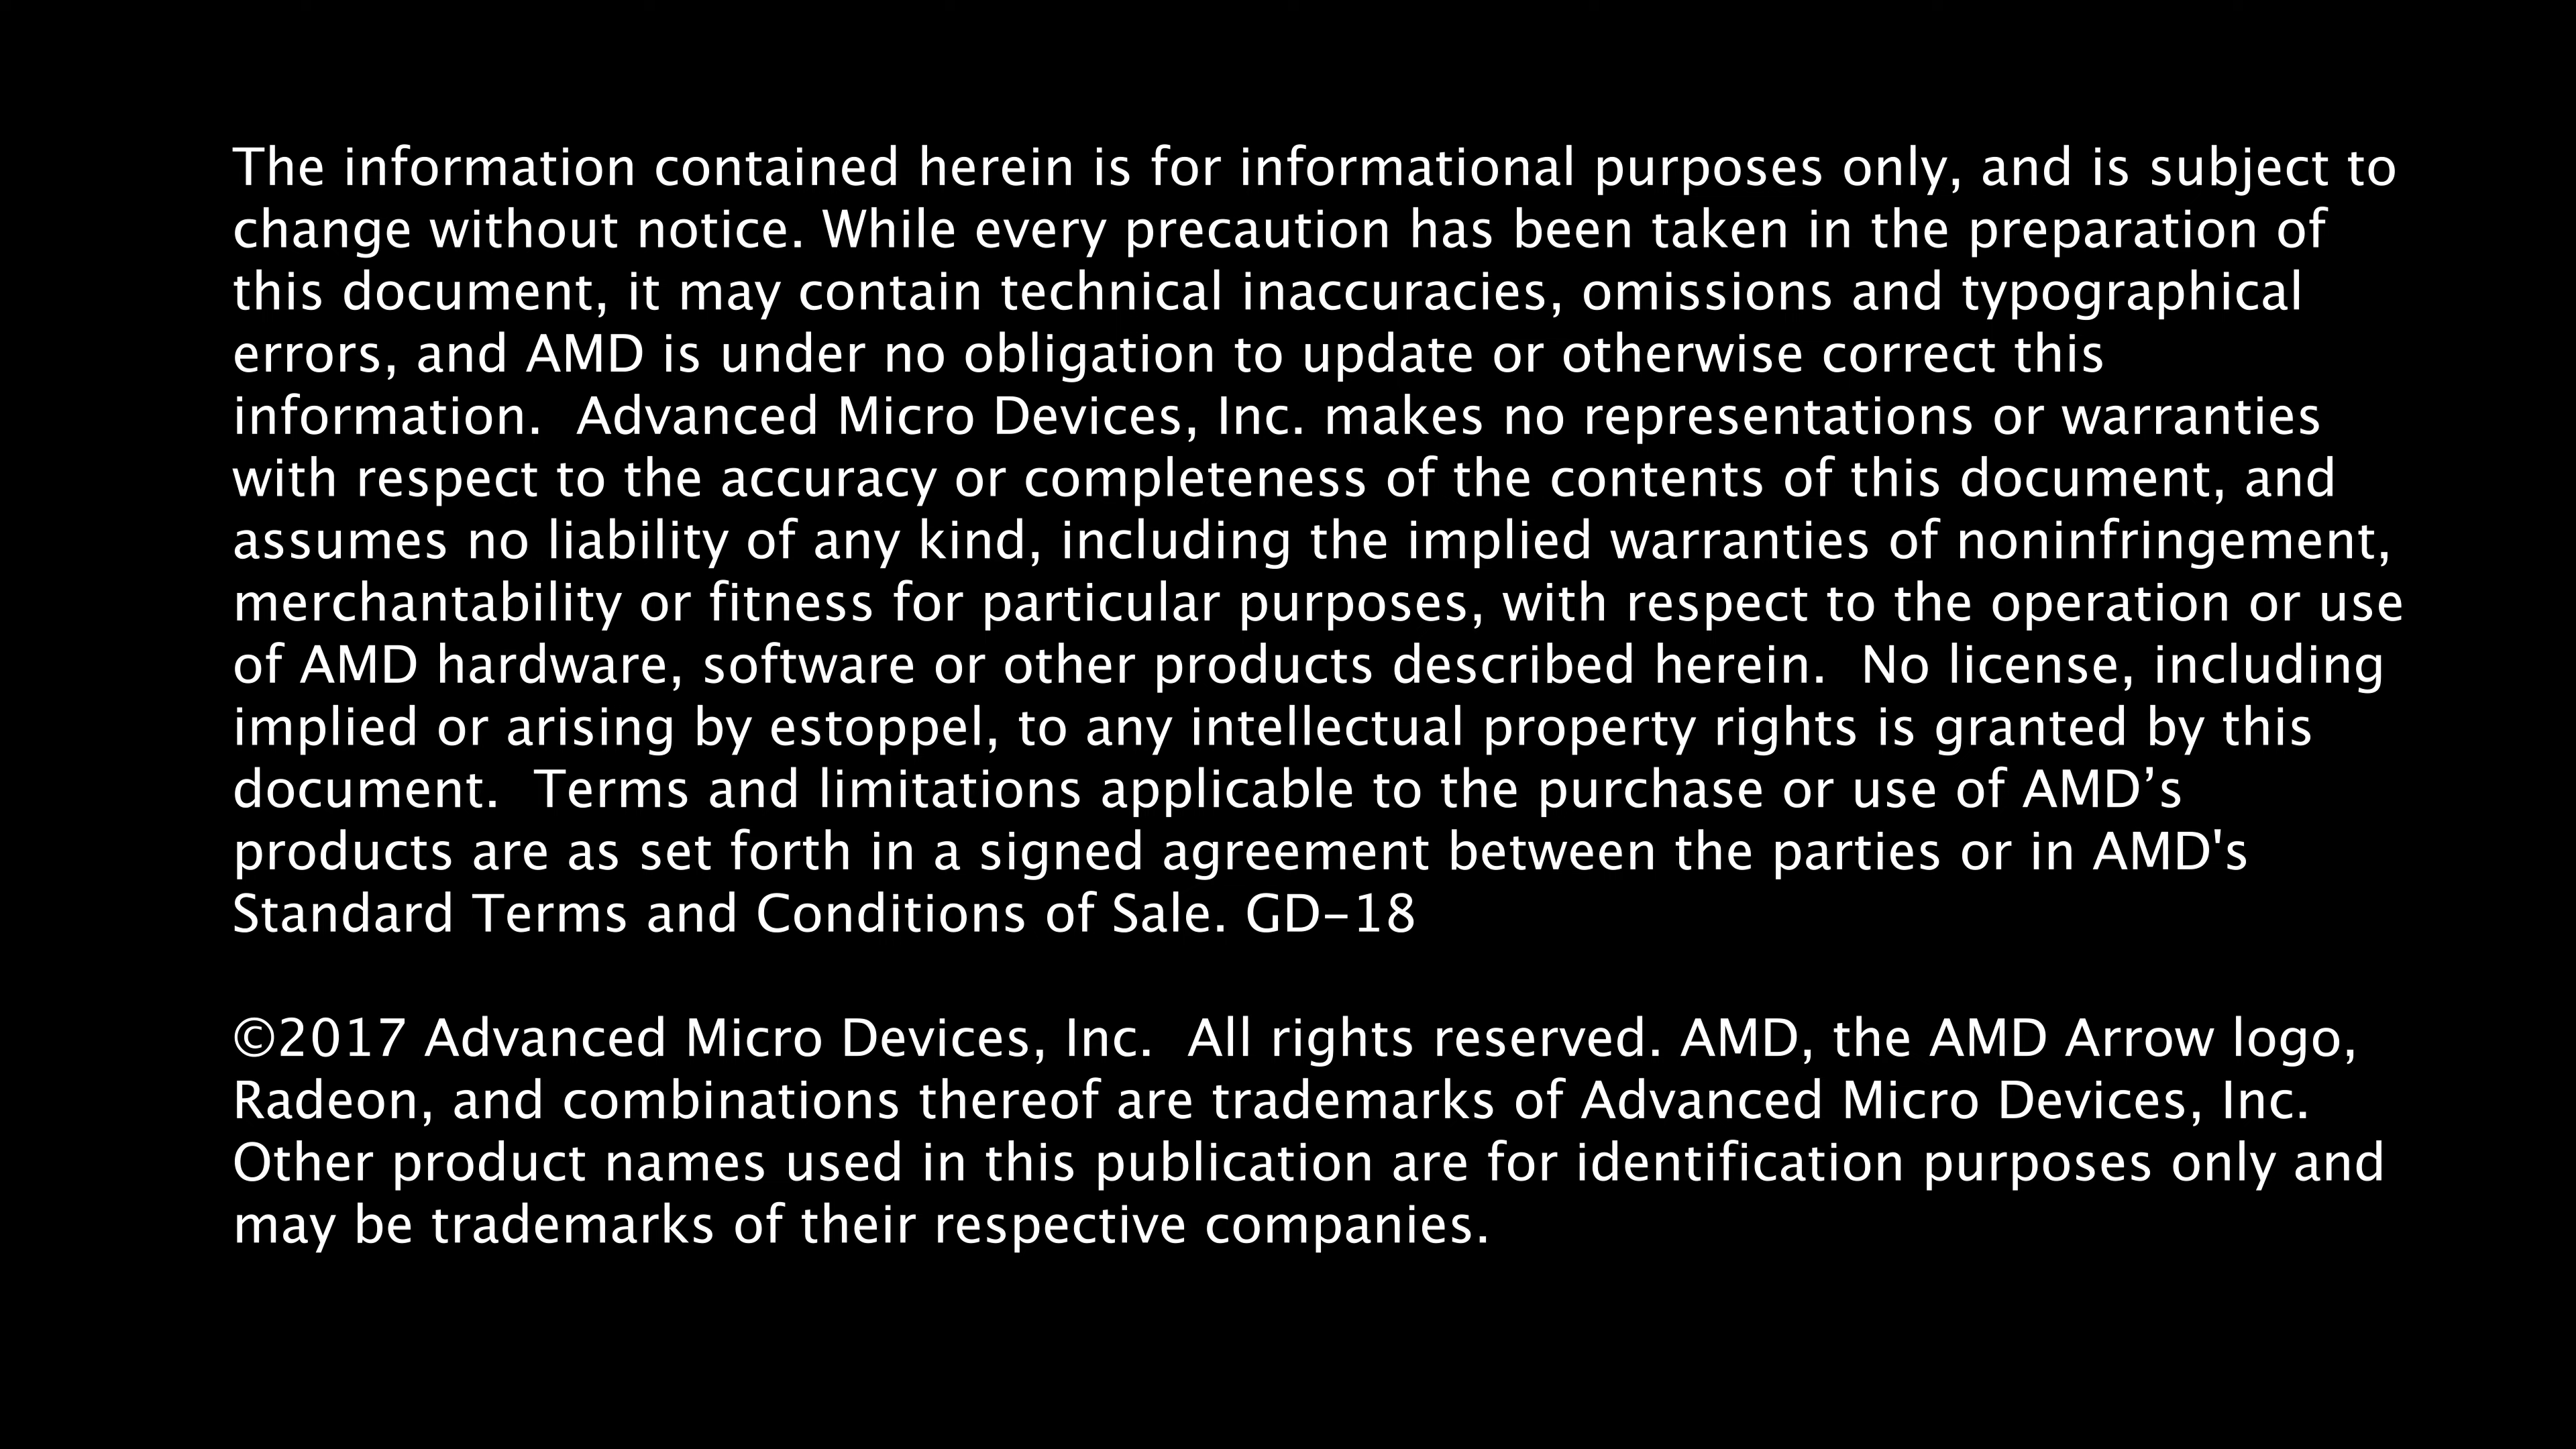 The information contained herein is for informational purposes only, and is subject to
change without notice. While every precaution has been taken in the preparation of
this document, it may contain technical inaccuracies, omissions and typographical
errors, and AMD is under no obligation to update or otherwise correct this
information.  Advanced Micro Devices, Inc. makes no representations or warranties
with respect to the accuracy or completeness of the contents of this document, and
assumes no liability of any kind, including the implied warranties of noninfringement,
merchantability or fitness for particular purposes, with respect to the operation or use
of AMD hardware, software or other products described herein.  No license, including
implied or arising by estoppel, to any intellectual property rights is granted by this
document.  Terms and limitations applicable to the purchase or use of AMD’s
products are as set forth in a signed agreement between the parties or in AMD's
Standard Terms and Conditions of Sale. GD-18
©2017 Advanced Micro Devices, Inc.  All rights reserved. AMD, the AMD Arrow logo,
Radeon, and combinations thereof are trademarks of Advanced Micro Devices, Inc.
Other product names used in this publication are for identification purposes only and
may be trademarks of their respective companies.